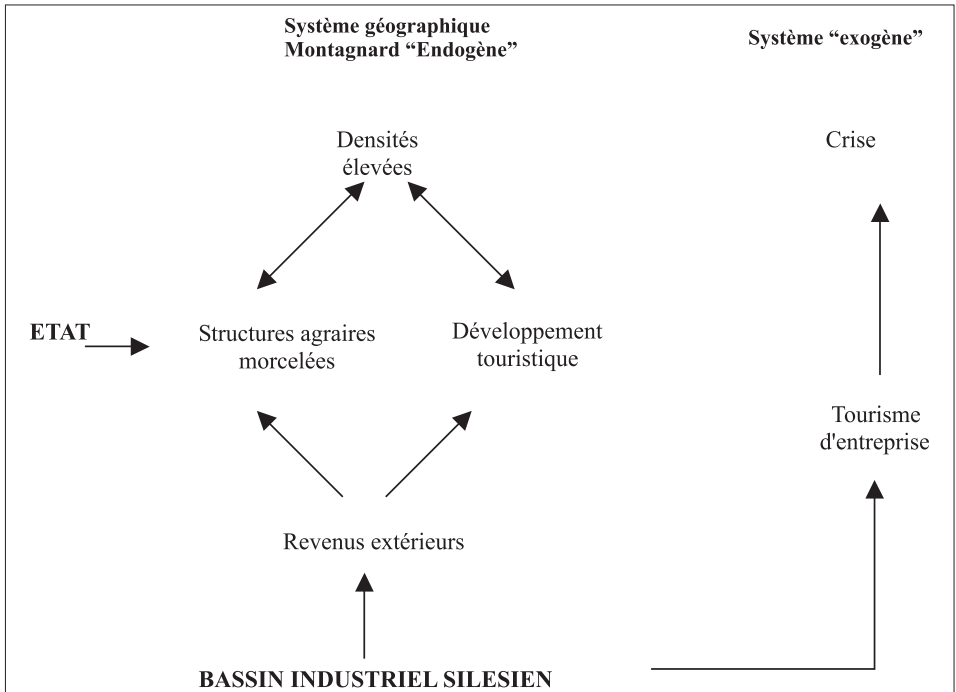 Système géographique
Montagnard “Endogène”
Système “exogène”
Densités
élevées
Crise
ETAT
Structures agraires
morcelées
Développement
touristique
Tourisme
d'entreprise
Revenus extérieurs
BASSIN INDUSTRIEL SILESIEN